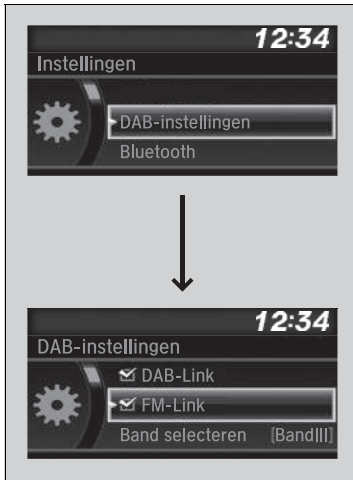 12:34
Instellingen
DAB-instellingen
Bluetooth
12:34
DAB-instellingen
DAB-Link
FM-Link
Band selecteren [BandIII]